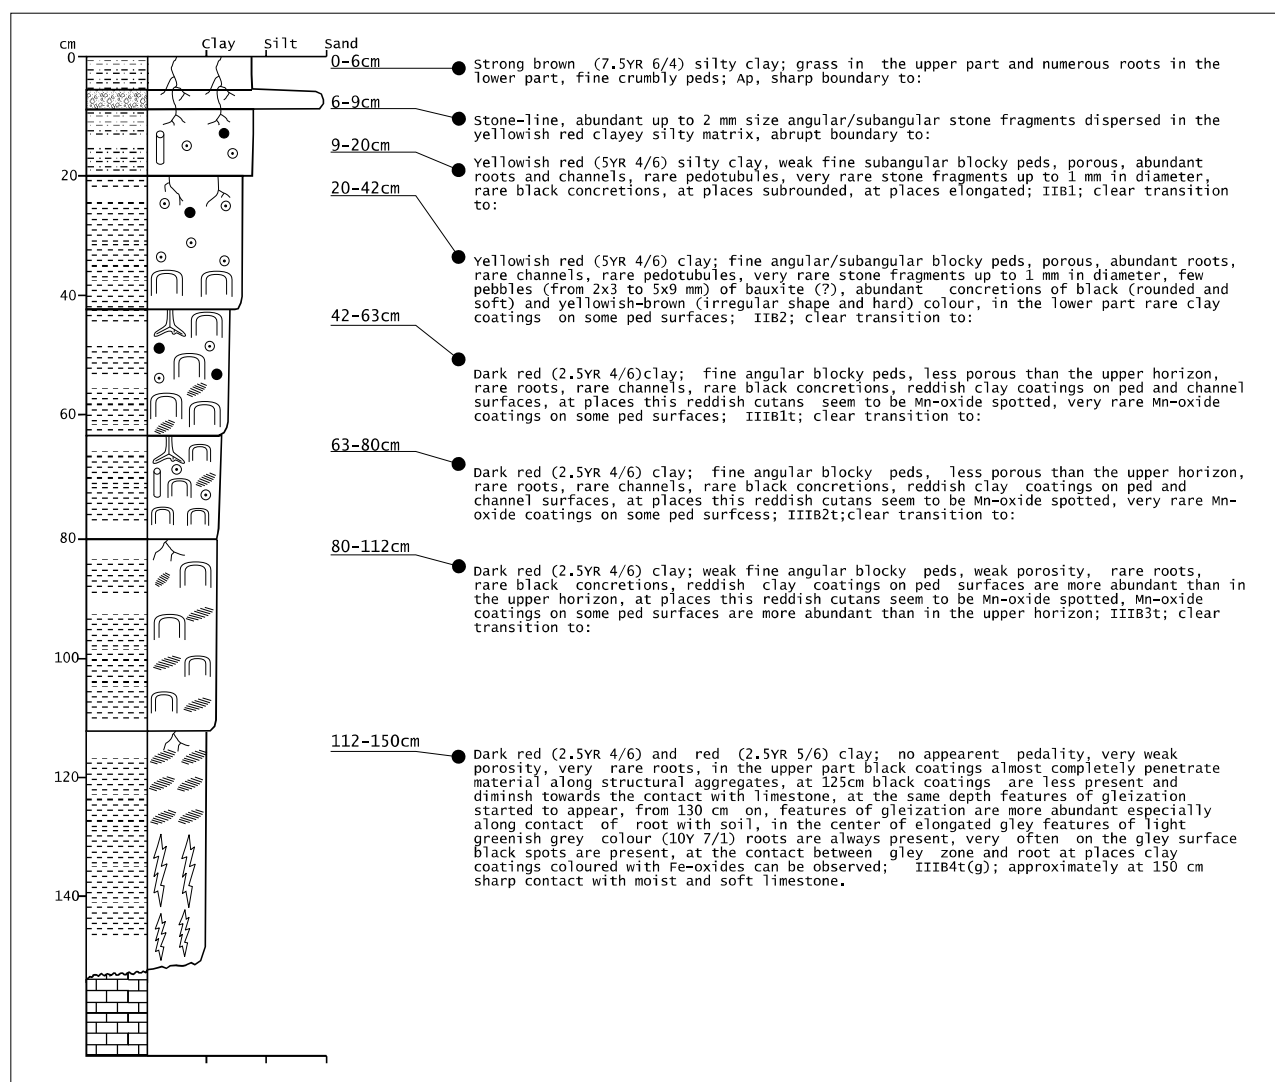 cm Clay Silt Sand
0
20
40
60
80
100
120
140
0-6cm
Strong brown (7.5YR 6/4) silty clay; grass in the upper part and numerous roots in the
lower part, fine crumbly peds; Ap, sharp boundary to:
6-9cm
Stone-line, abundant up to 2 mm size angular/subangular stone fragments dispersed in the
yellowish red clayey silty matrix, abrupt boundary to:
9-20cm
Yellowish red (5YR 4/6) silty clay, weak fine subangular blocky peds, porous, abundant
roots and channels, rare pedotubules, very rare stone fragments up to 1 mm in diameter,
rare black concretions, at places subrounded, at places elongated; IIB1; clear transition
to:
20-42cm
Yellowish red (5YR 4/6) clay; fine angular/subangular blocky peds, porous, abundant roots,
rare channels, rare pedotubules, very rare stone fragments up to 1 mm in diameter, few
pebbles (from 2x3 to 5x9 mm) of bauxite (?), abundant concretions of black (rounded and
soft) and yellowish-brown (irregular shape and hard) colour, in the lower part rare clay
coatings on some ped surfaces; IIB2; clear transition to:
42-63cm
Dark red (2.5YR 4/6)clay; fine angular blocky peds, less porous than the upper horizon,
rare roots, rare channels, rare black concretions, reddish clay coatings on ped and channel
surfaces, at places this reddish cutans seem to be Mn-oxide spotted, very rare Mn-oxide
coatings on some ped surfaces; IIIB1t; clear transition to:
63-80cm
Dark red (2.5YR 4/6) clay; fine angular blocky peds, less porous than the upper horizon,
rare roots, rare channels, rare black concretions, reddish clay coatings on ped and
channel surfaces, at places this reddish cutans seem to be Mn-oxide spotted, very rare Mn-
oxide coatings on some ped surfcess; IIIB2t;clear transition to:
80-112cm
Dark red (2.5YR 4/6) clay; weak fine angular blocky peds, weak porosity, rare roots,
rare black concretions, reddish clay coatings on ped surfaces are more abundant than in
the upper horizon, at places this reddish cutans seem to be Mn-oxide spotted, Mn-oxide
coatings on some ped surfaces are more abundant than in the upper horizon; IIIB3t; clear
transition to:
112-150cm
Dark red (2.5YR 4/6) and red (2.5YR 5/6) clay; no appearent pedality, very weak
porosity, very rare roots, in the upper part black coatings almost completely penetrate
material along structural aggregates, at 125cm black coatings are less present and
diminsh towards the contact with limestone, at the same depth features of gleization
started to appear, from 130 cm on, features of gleization are more abundant especially
along contact of root with soil, in the center of elongated gley features of light
greenish grey colour (10Y 7/1) roots are always present, very often on the gley surface
black spots are present, at the contact between gley zone and root at places clay
coatings coloured with Fe-oxides can be observed; IIIB4t(g); approximately at 150 cm
sharp contact with moist and soft limestone.